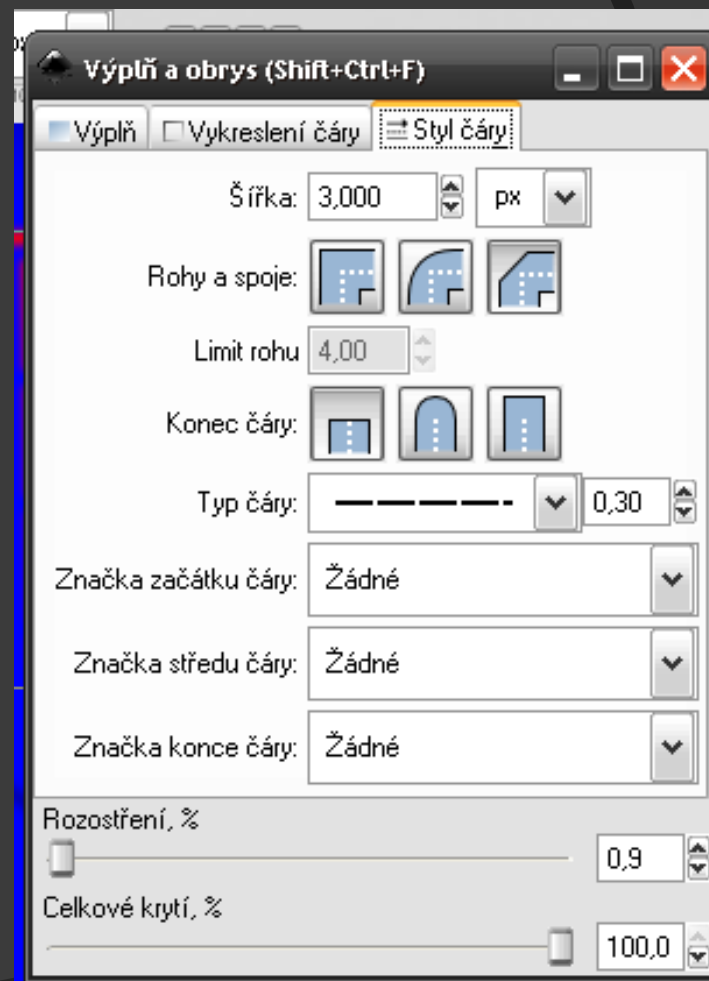 Výplň a obrys (Shift+Ctrl+F)
Výplň Vykreslení čáry Styl čáry
Šířka: 3,000 px
Rohy a spoje:
Limit rohu 4,00
Konec čáry:
Typ čáry: 0,30
Značka začátku čáry: Žádné
Značka středu čáry: Žádné
Značka konce čáry: Žádné
Rozostření, %
0,9
Celkové krytí, %
100,0